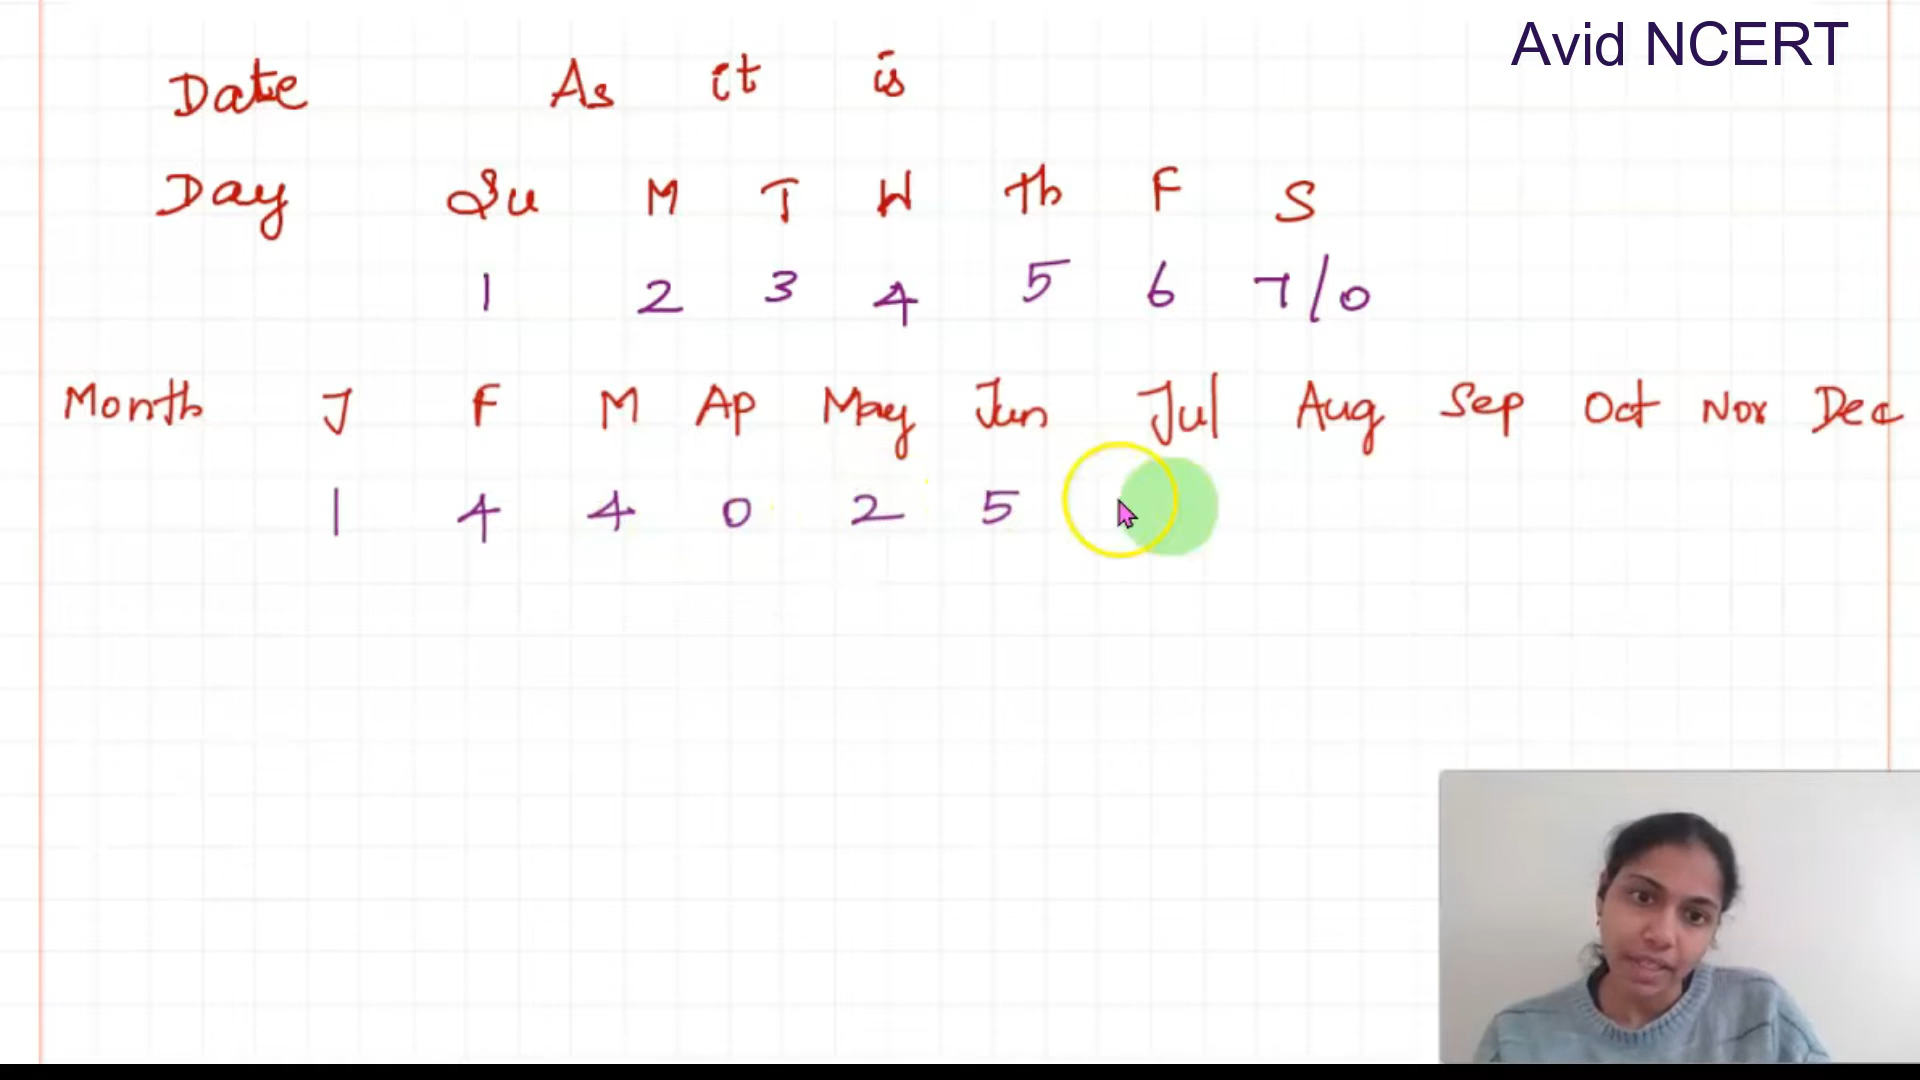 Avid NCERT
Date As it is
Day Su M T W Th F S
1 2 3 4 5 6 7/0
Month J F M Ap May Jun Jul Aug Sep Oct Nov Dec
1 4 4 0 2 5